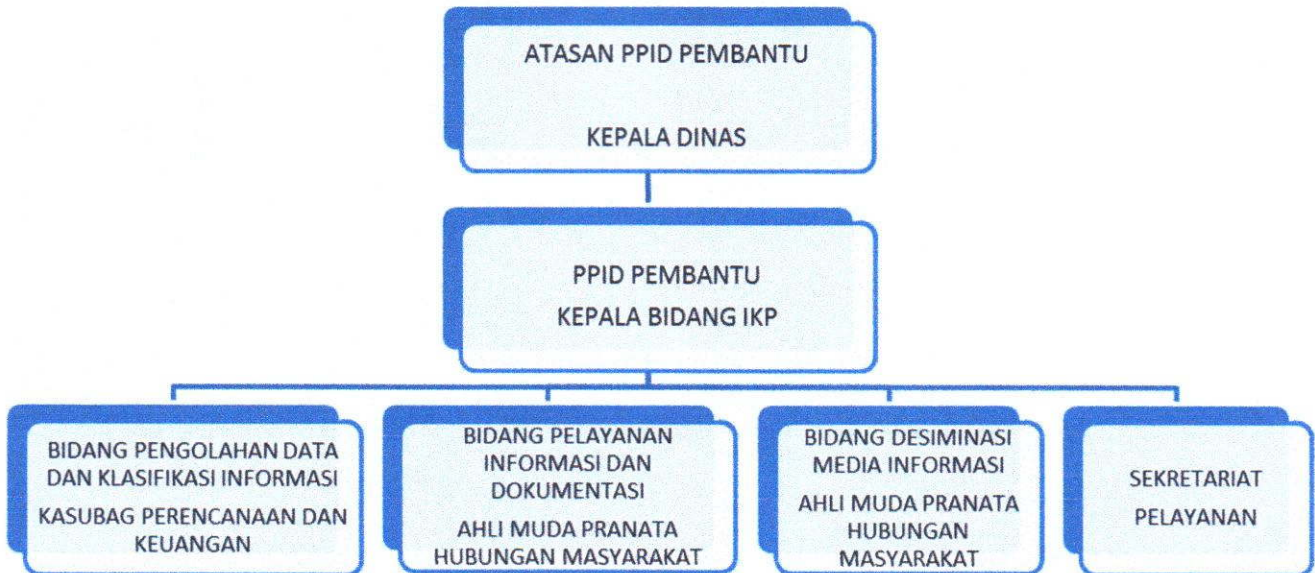 ATASAN PPID PEMBANTU
KEPALA DINAS
PPID PEMBANTU
KEPALA BIDANG IKP
BIDANG PENGOLAHAN DATA
DAN KLASIFIKASI INFORMASI
KASUBAG PERENCANAAN DAN
KEUANGAN
BIDANG PELAYANAN
INFORMASI DAN
DOKUMENTASI
AHLI MUDA PRANATA
HUBUNGAN MASYARAKAT
BIDANG DESIMINASI
MEDIA INFORMASI
AHLI MUDA PRANATA
HUBUNGAN
MASYARAKAT
SEKRETARIAT
PELAYANAN